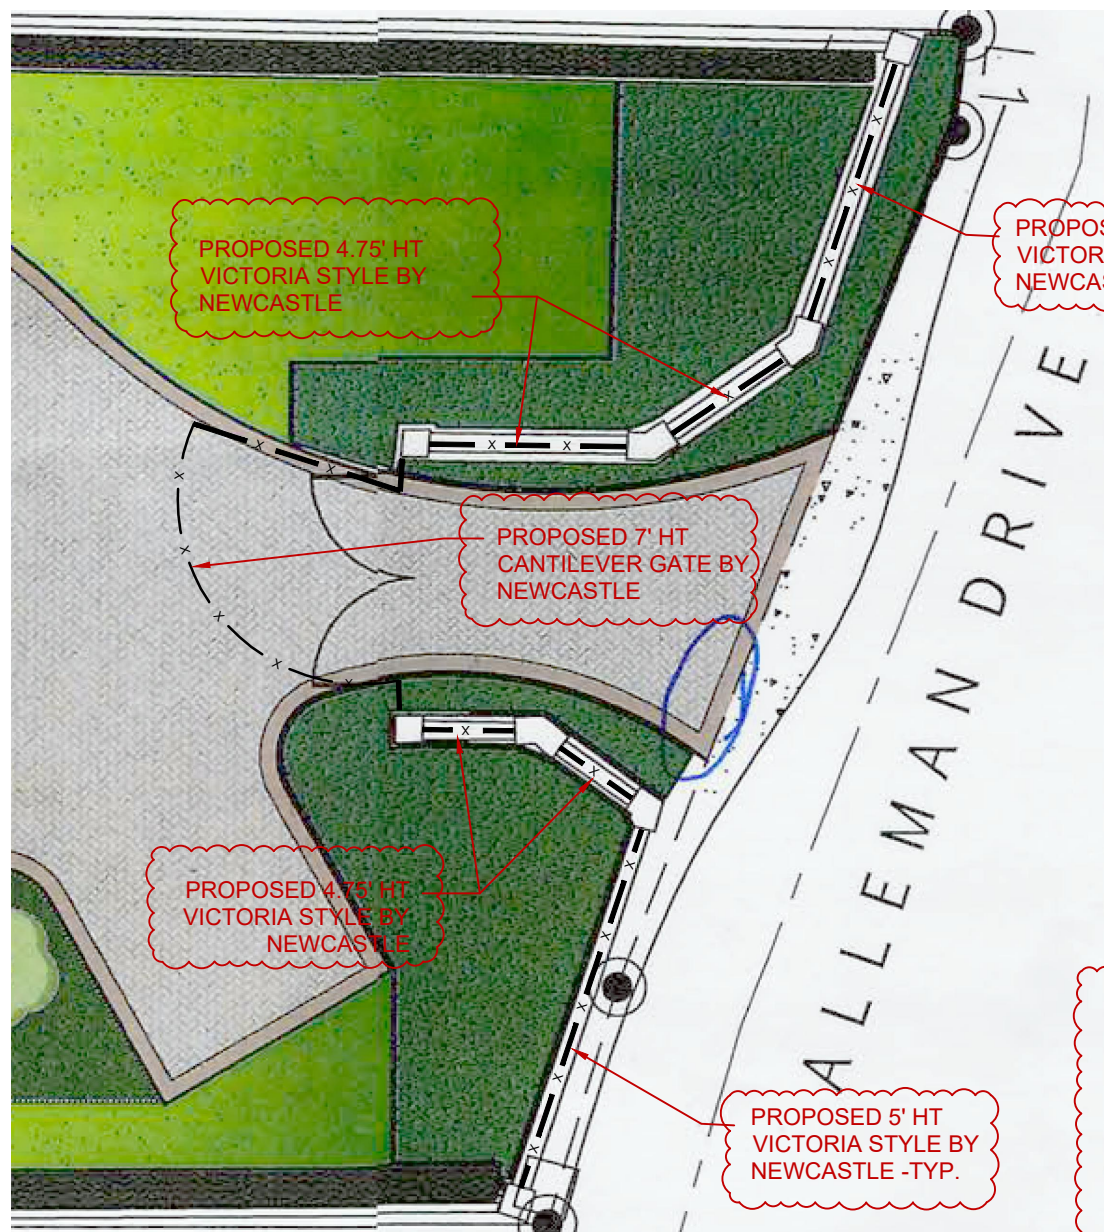 PROPOSED 4.75' HT
VICTORIA STYLE BY
NEWCASTLE
PROPOSED 7' HT
CANTILEVER GATE BY
NEWCASTLE
PROPOSED 4.75' HT
VICTORIA STYLE BY
NEWCASTLE
PROPOSED 5' HT
VICTORIA STYLE BY
NEWCASTLE -TYP.
ALLEMAN DRIVE